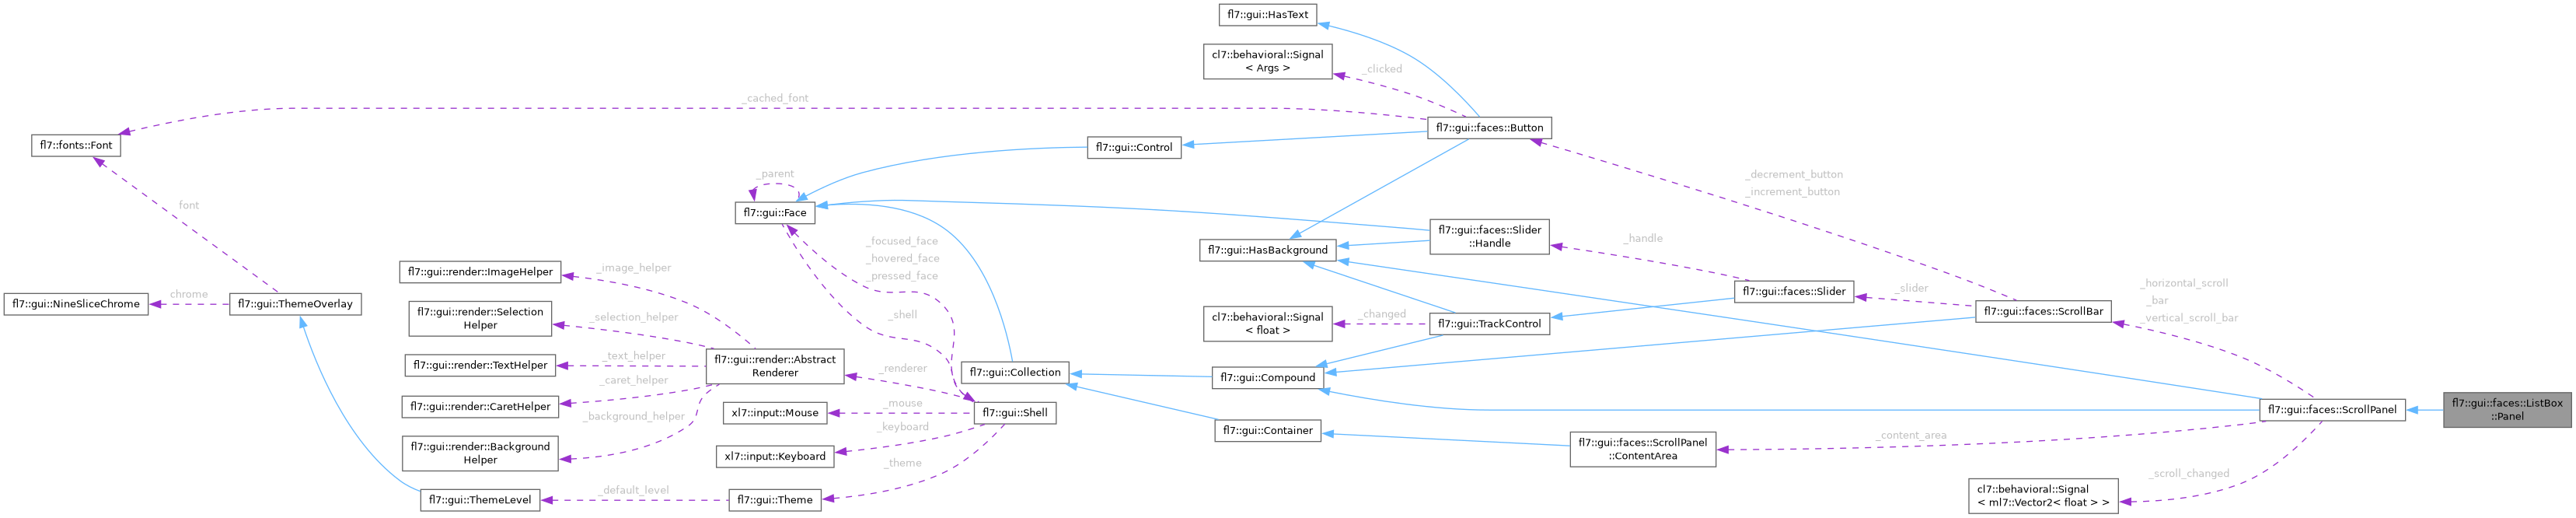 fl7::gui::HasText
cl7::behavioral::Signal
< Args >
_clicked
_cached_font
fl7::gui::faces::Button
fl7::fonts::Font
fl7::gui::Control
_parent
_decrement_button
_increment_button
font
fl7::gui::Face
fl7::gui::faces::Slider
::Handle
_handle
_focused_face
_hovered_face
_pressed_face
fl7::gui::HasBackground
fl7::gui::render::ImageHelper
_image_helper
fl7::gui::NineSliceChrome
chrome
fl7::gui::ThemeOverlay
fl7::gui::faces::Slider
_slider
_horizontal_scroll
_bar
_vertical_scroll_bar
fl7::gui::render::Selection
Helper
_selection_helper
_shell
cl7::behavioral::Signal
< float >
_changed
fl7::gui::TrackControl
fl7::gui::faces::ScrollBar
fl7::gui::render::TextHelper
_text_helper
fl7::gui::render::Abstract
Renderer
_renderer
fl7::gui::Collection
fl7::gui::Compound
_caret_helper
fl7::gui::render::CaretHelper
_background_helper
xl7::input::Mouse
_mouse
fl7::gui::Shell
fl7::gui::faces::ScrollPanel
fl7::gui::faces::ListBox
::Panel
_keyboard
fl7::gui::Container
_content_area
fl7::gui::render::Background
Helper
xl7::input::Keyboard
fl7::gui::faces::ScrollPanel
::ContentArea
_theme
_scroll_changed
fl7::gui::ThemeLevel
_default_level
fl7::gui::Theme
cl7::behavioral::Signal
< ml7::Vector2< float > >